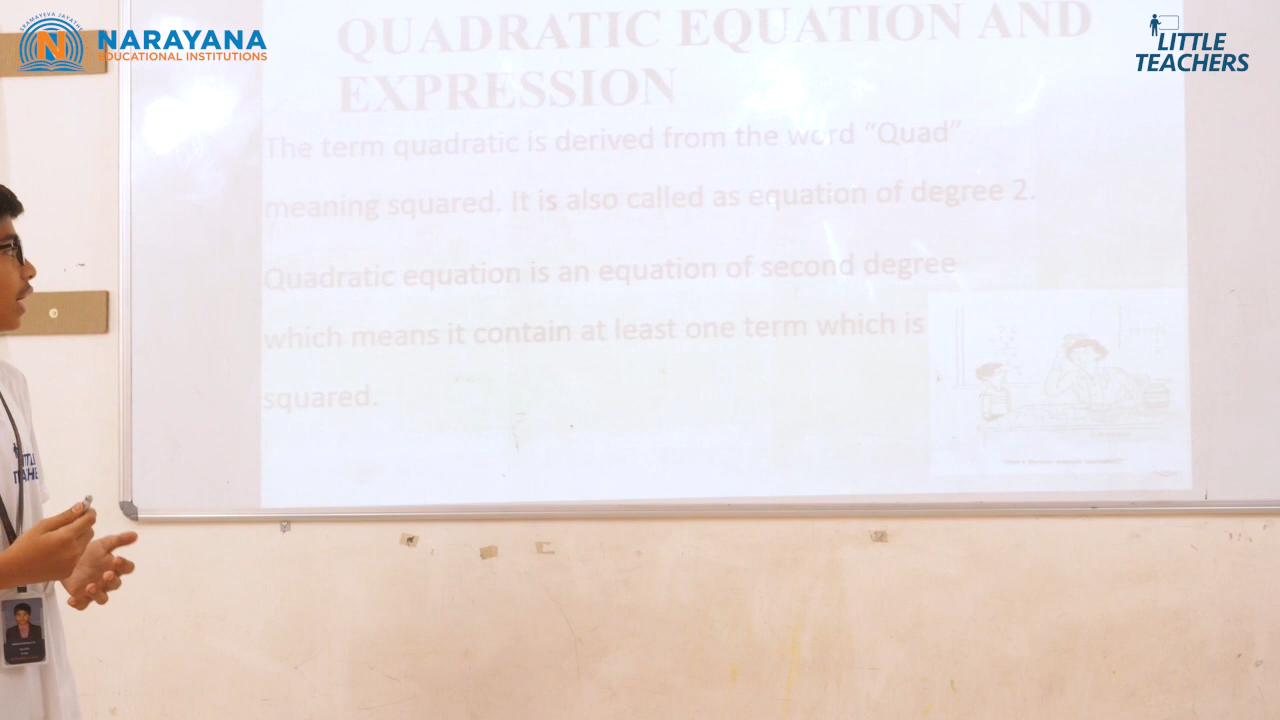 SRAMAYEVA JAYATHE
N
NARAYANA
EDUCATIONAL INSTITUTIONS
LITTLE
TEACHERS
QUADRATIC EQUATION AND
EXPRESSION
The term quadratic is derived from the word “Quad”
meaning squared. It is also called as equation of degree 2.
Quadratic equation is an equation of second degree
which means it contain at least one term which is
squared.